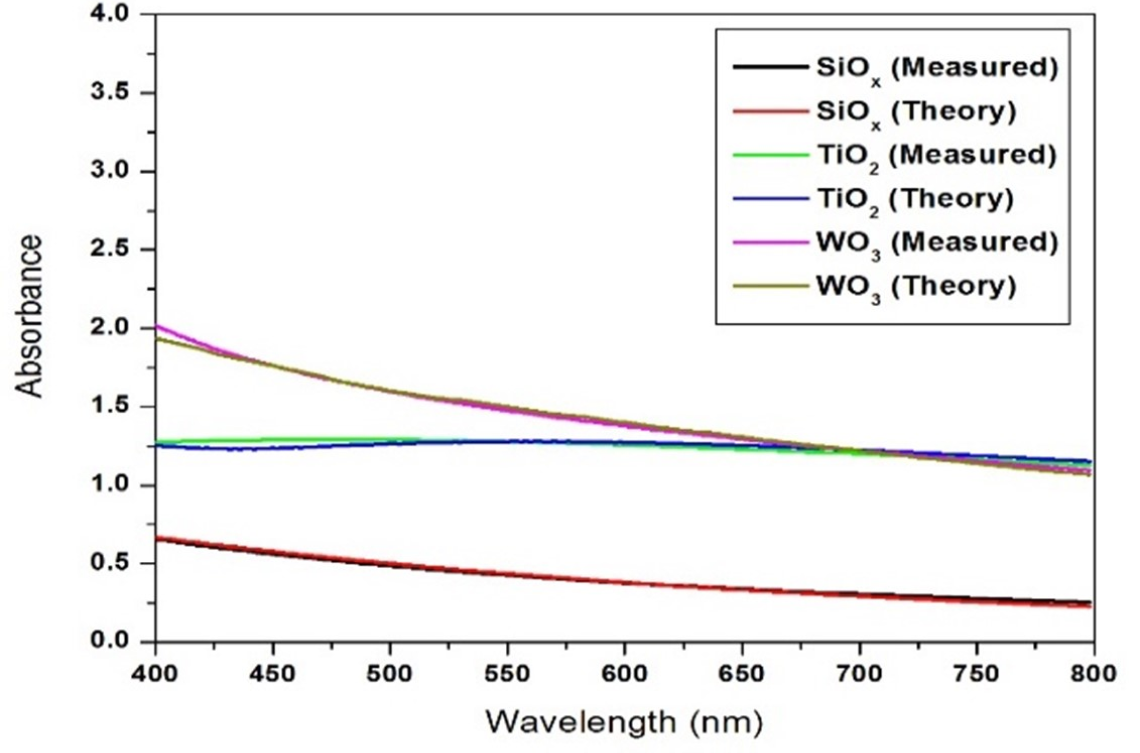 4.0
3.5
3.0
2.5
2.0
1.5
1.0
0.5
0.0
Absorbance
SiOₓ (Measured)
SiOₓ (Theory)
TiO₂ (Measured)
TiO₂ (Theory)
WO₃ (Measured)
WO₃ (Theory)
400 450 500 550 600 650 700 750 800
Wavelength (nm)